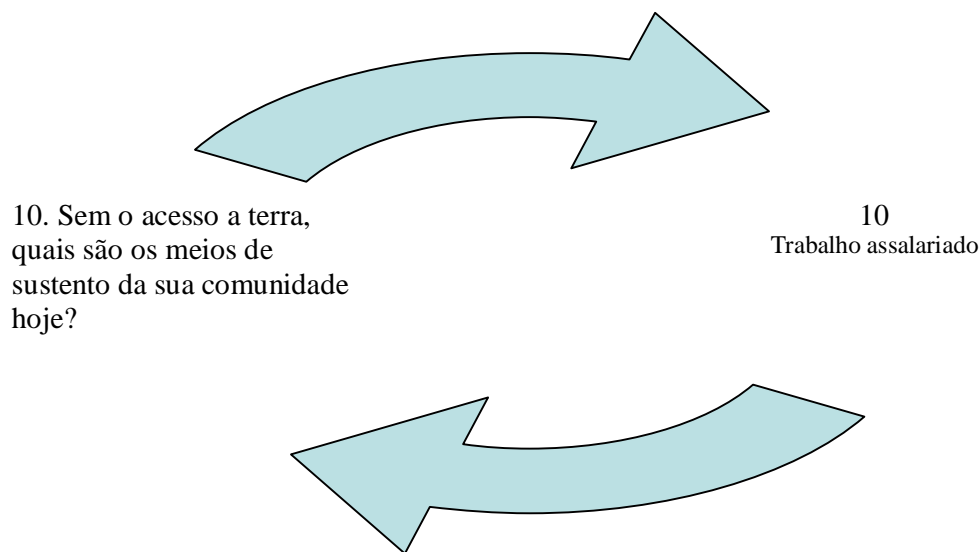 10. Sem o acesso a terra,
quais são os meios de
sustento da sua comunidade
hoje?
10
Trabalho assalariado